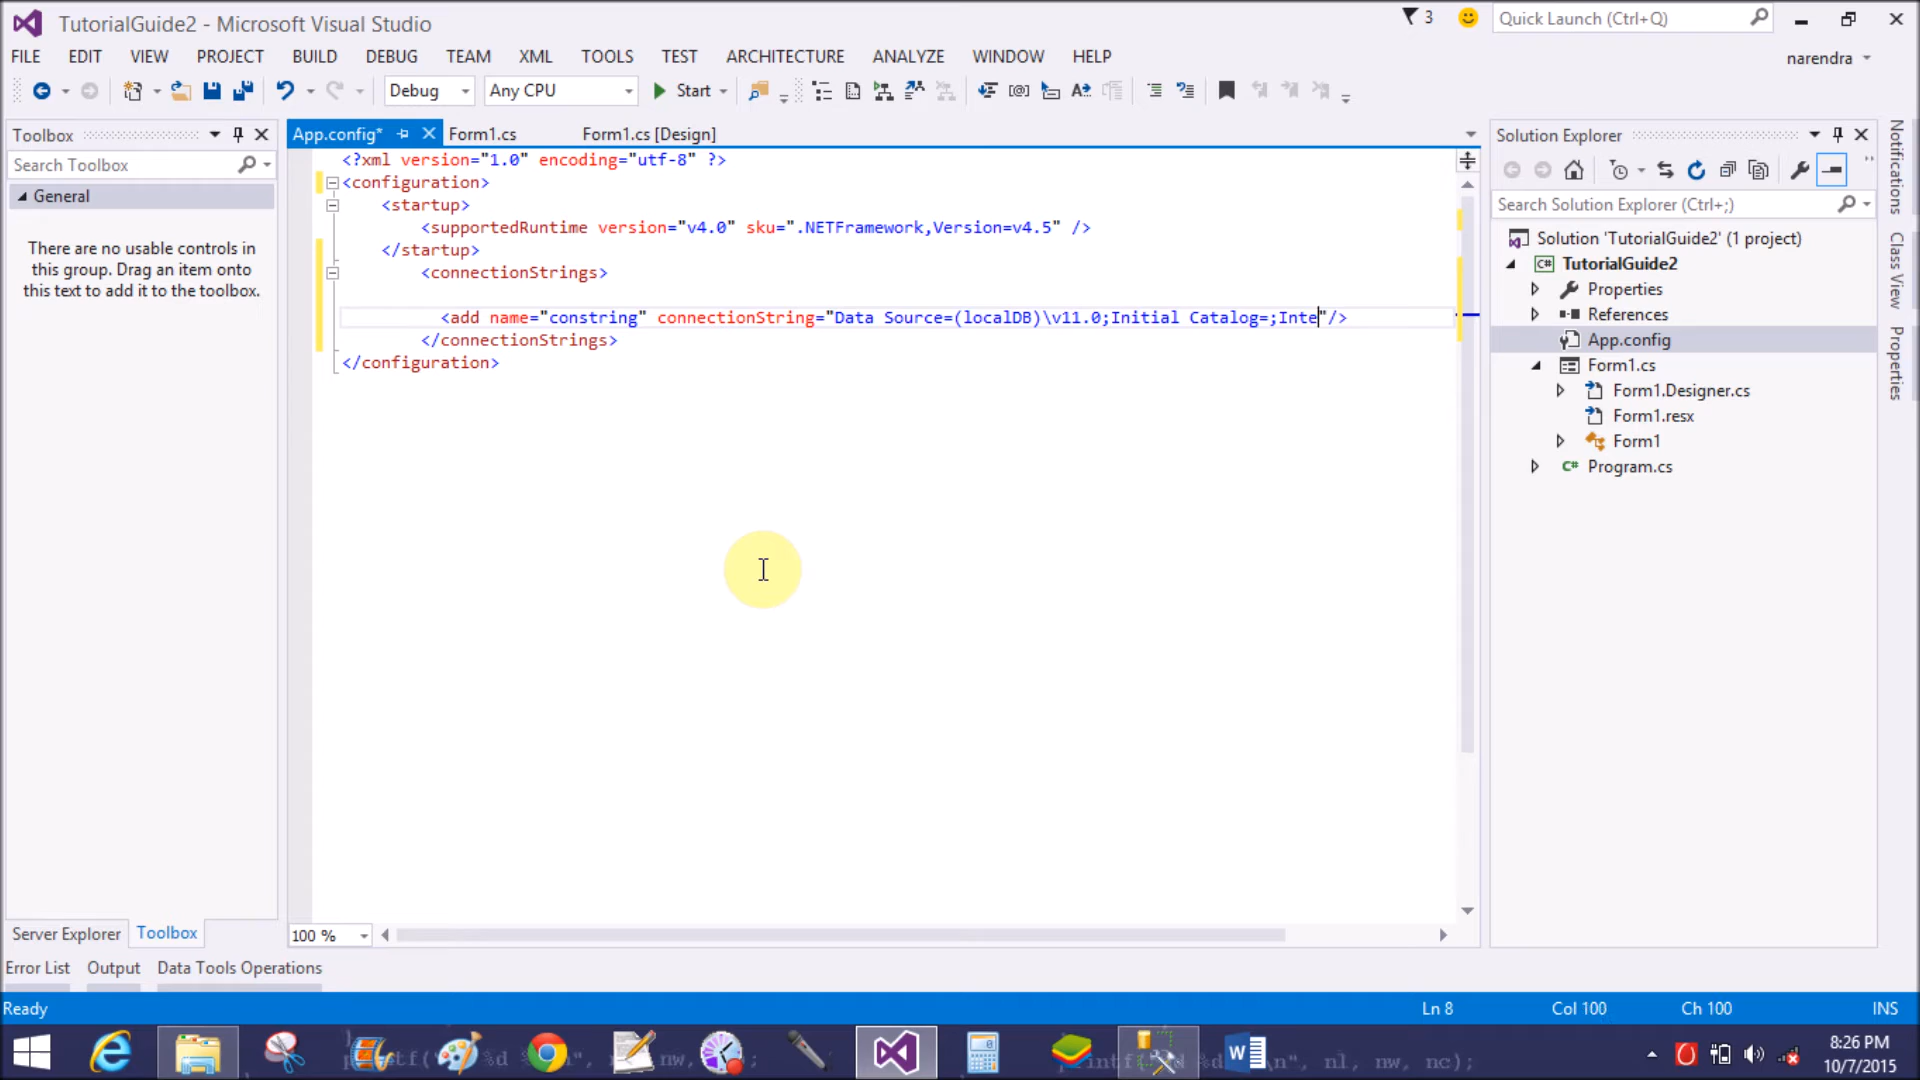 TutorialGuide2 - Microsoft Visual Studio
3
Quick Launch (Ctrl+Q)
FILE EDIT VIEW PROJECT BUILD DEBUG TEAM XML TOOLS TEST ARCHITECTURE ANALYZE WINDOW HELP
narendra
Debug Any CPU Start
Toolbox
Search Toolbox
General
There are no usable controls in
this group. Drag an item onto
this text to add it to the toolbox.
Server Explorer Toolbox
App.config* Form1.cs Form1.cs [Design]
<?xml version="1.0" encoding="utf-8" ?>
<configuration>
<startup>
<supportedRuntime version="v4.0" sku=".NETFramework,Version=v4.5" />
</startup>
<connectionStrings>
<add name="constring" connectionString="Data Source=(localDB)\v11.0;Initial Catalog=;Inte"/>
</connectionStrings>
</configuration>
100 %
Solution Explorer
Search Solution Explorer (Ctrl+;)
Solution 'TutorialGuide2' (1 project)
C# TutorialGuide2
Properties
References
App.config
Form1.cs
Form1.Designer.cs
Form1.resx
Form1
C# Program.cs
Notifications
Class View
Properties
Error List Output Data Tools Operations
Ready Ln 8 Col 100 Ch 100 INS
8:26 PM
10/7/2015